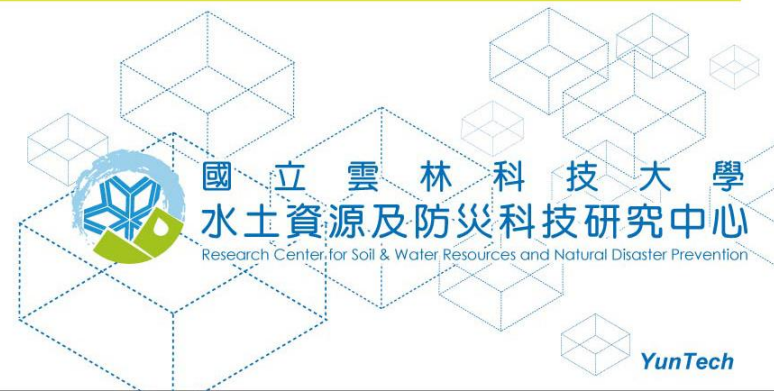 國立雲林科技大學
水土資源及防災科技研究中心
Research Center for Soil & Water Resources and Natural Disaster Prevention
YunTech